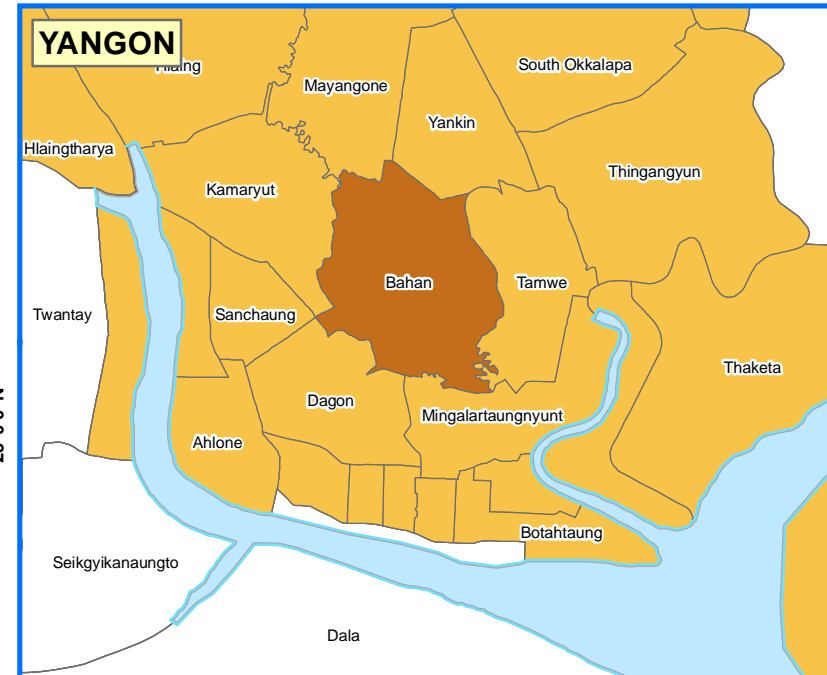 YANGON
Hlaing
Mayangone
South Okkalapa
Yankin
Hlaingtharya
Thingangyun
Kamaryut
Bahan
Tamwe
Twantay
Sanchaung
Thaketa
Dagon
Mingalartaungnyunt
Ahlone
Botahtaung
Seikgyikanaungto
Dala